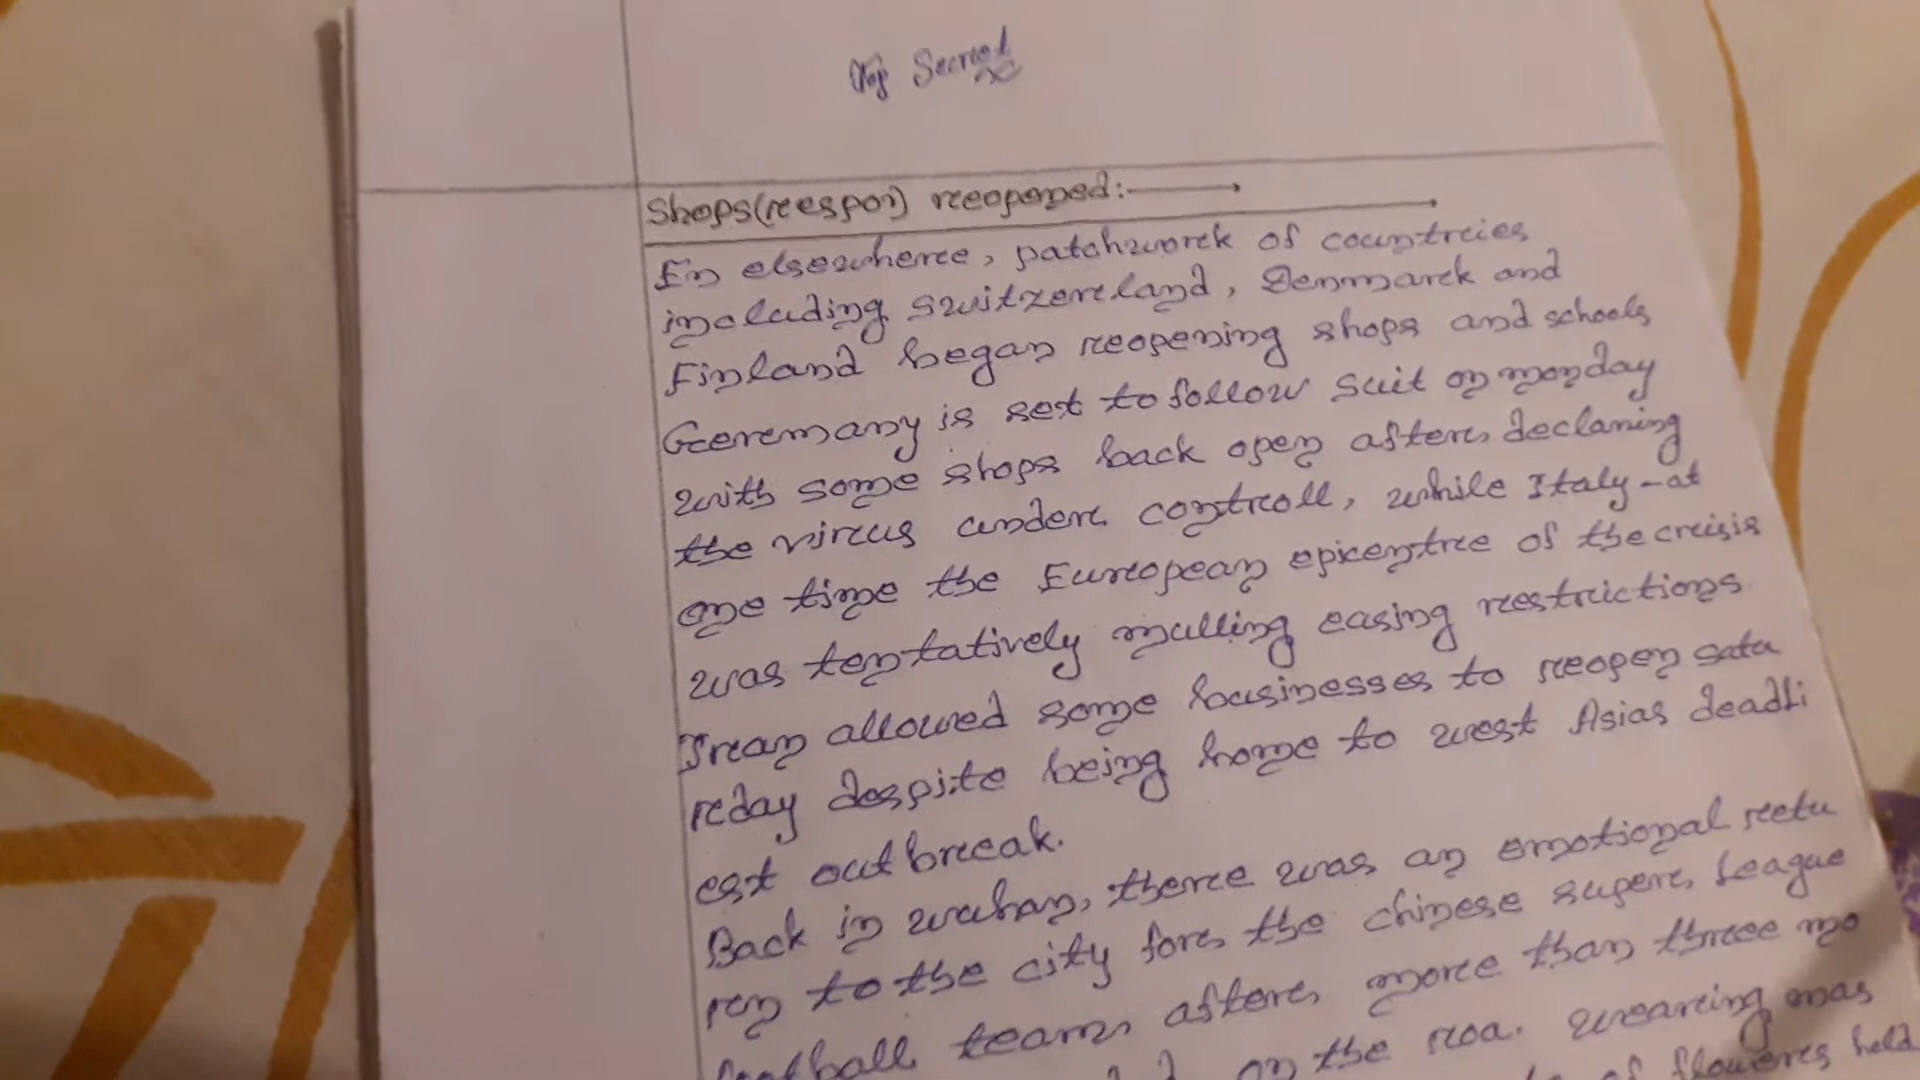 Top Secret
Shops(respon) reopened:
In elsewhere, patchwork of countries
including Switzerland, Denmark and
Finland began reopening shops and schools
Germany is set to follow suit on monday
with some shops back open after declaring
the virus under controll, while Italy - at
one time the European epicentre of the crisis
was tentatively mulling easing restrictions.
Iran allowed some businesses to reopen satu
rday despite being home to west Asias deadli
est outbreak.
Back in wuhan, there was an emotional retu
rn to the city for the chinese super league
football team after more than three mo
on the roa. wearing mas
of flowers held